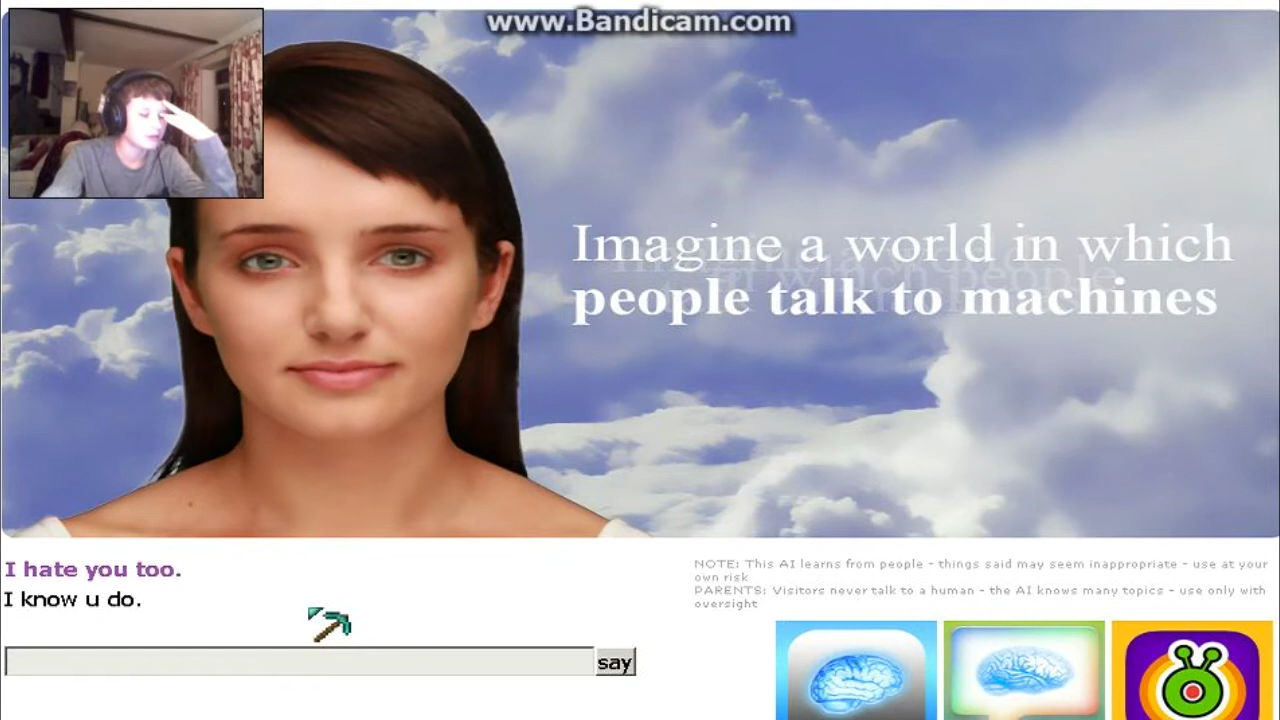 www.Bandicam.com
Imagine a world in which
people talk to machines
I hate you too.
I know u do.
say
NOTE: This AI learns from people - things said may seem inappropriate - use at your
own risk
PARENTS: Visitors never talk to a human - the AI knows many topics - use only with
oversight